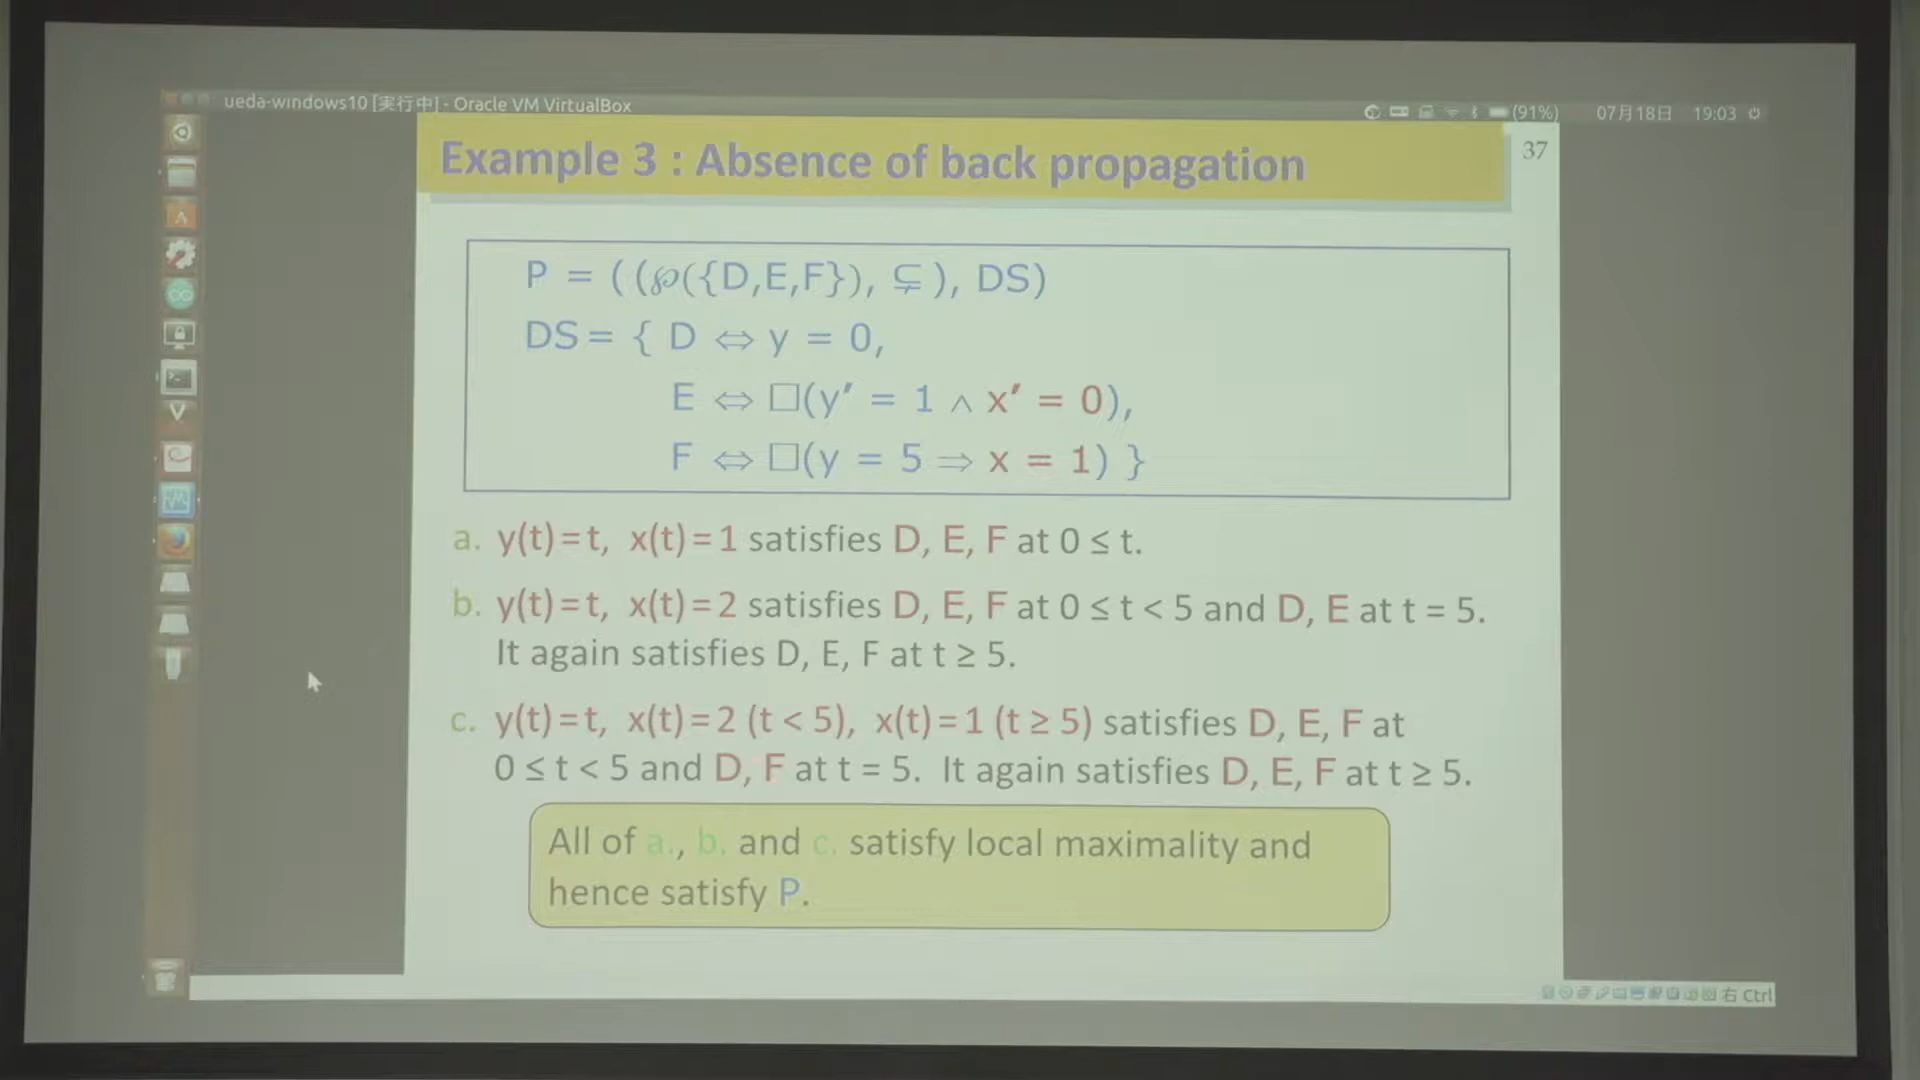 ueda-windows10 [実行中] - Oracle VM VirtualBox
(91%) 07月18日 19:03
Example 3 : Absence of back propagation
37
P = ( (℘({D,E,F}), ⊊ ), DS)
DS = { D ⇔ y = 0,
E ⇔ □(y′ = 1 ∧ x′ = 0),
F ⇔ □(y = 5 ⇒ x = 1) }
a. y(t)=t, x(t)=1 satisfies D, E, F at 0 ≤ t.
b. y(t)=t, x(t)=2 satisfies D, E, F at 0 ≤ t < 5 and D, E at t = 5.
It again satisfies D, E, F at t ≥ 5.
c. y(t)=t, x(t)=2 (t < 5), x(t)=1 (t ≥ 5) satisfies D, E, F at
0 ≤ t < 5 and D, F at t = 5. It again satisfies D, E, F at t ≥ 5.
All of a., b. and c. satisfy local maximality and
hence satisfy P.
右 Ctrl